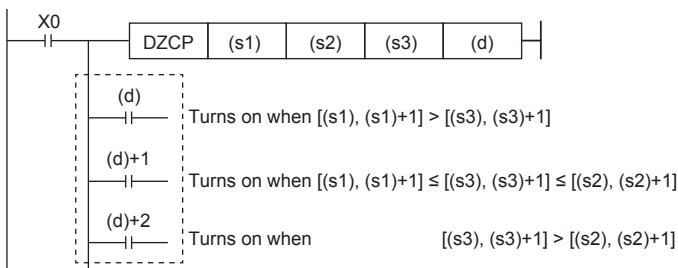 X0
DZCP (s1) (s2) (s3) (d)
(d)
Turns on when [(s1), (s1)+1] > [(s3), (s3)+1]
(d)+1
Turns on when [(s1), (s1)+1] ≤ [(s3), (s3)+1] ≤ [(s2), (s2)+1]
(d)+2
Turns on when [(s3), (s3)+1] > [(s2), (s2)+1]